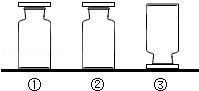 ① ② ③